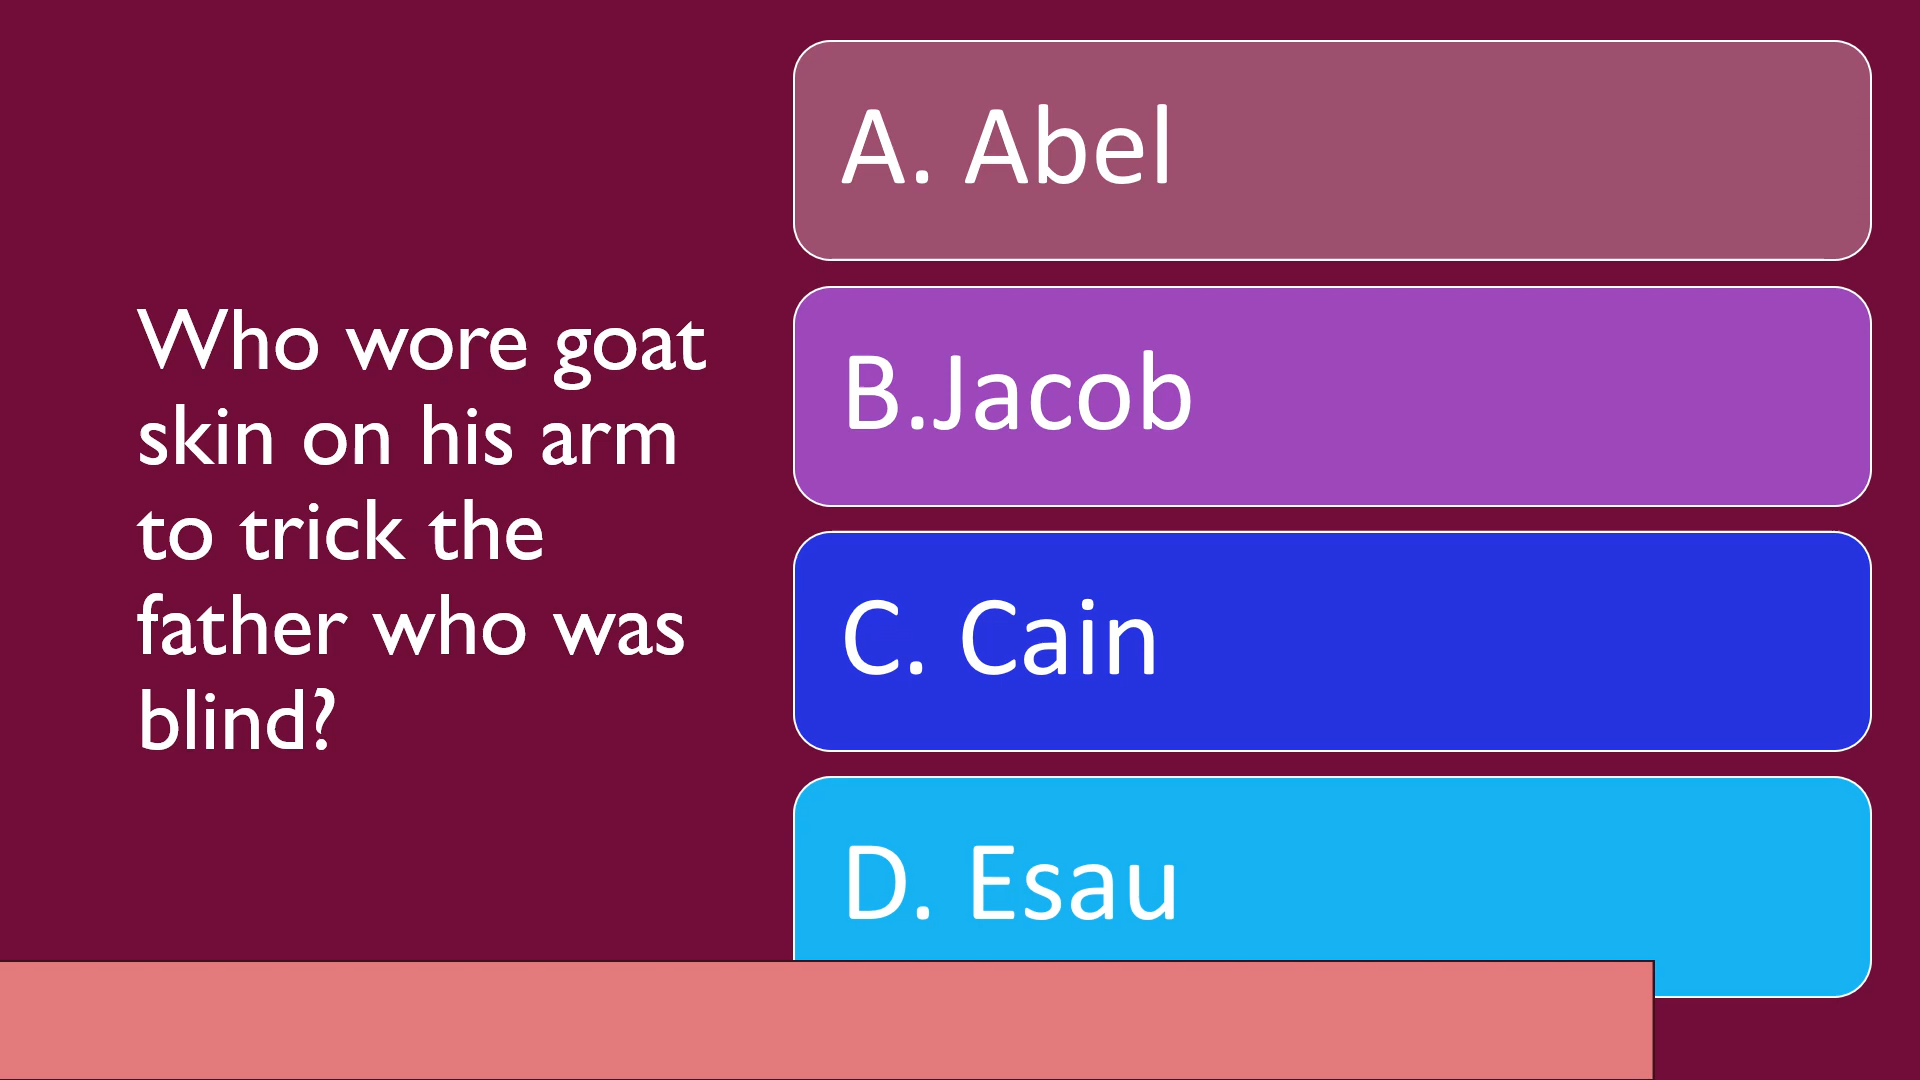 Who wore goat
skin on his arm
to trick the
father who was
blind?
A. Abel
B.Jacob
C. Cain
D. Esau